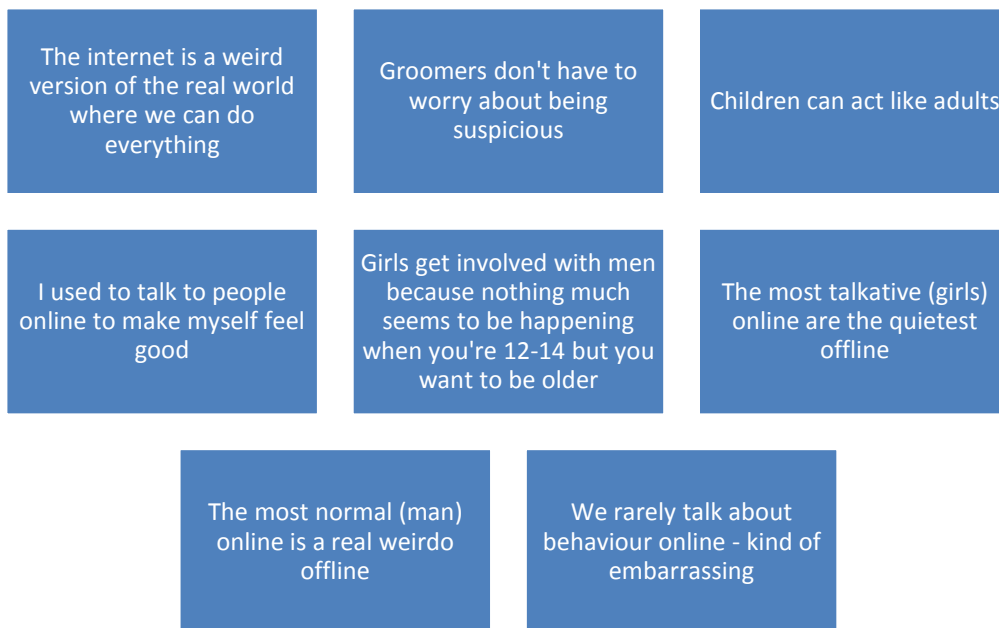 The internet is a weird
version of the real world
where we can do
everything
Groomers don't have to
worry about being
suspicious
Children can act like adults
I used to talk to people
online to make myself feel
good
Girls get involved with men
because nothing much
seems to be happening
when you're 12-14 but you
want to be older
The most talkative (girls)
online are the quietest
offline
The most normal (man)
online is a real weirdo
offline
We rarely talk about
behaviour online - kind of
embarrassing